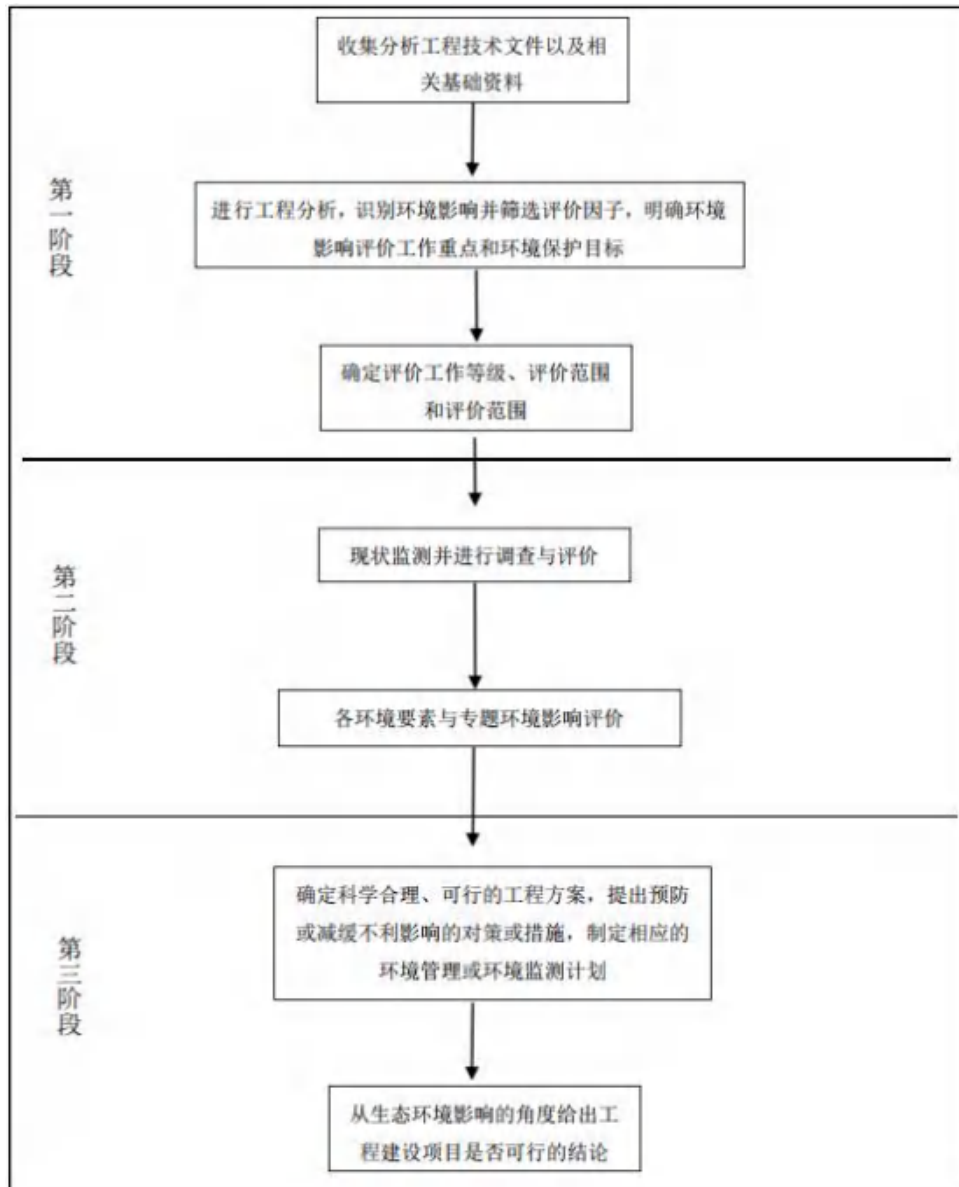 收集分析工程技术文件以及相
关基础资料
第一阶段
进行工程分析，识别环境影响并筛选评价因子，明确环境
影响评价工作重点和环境保护目标
确定评价工作等级、评价范围
和评价范围
第二阶段
现状监测并进行调查与评价
各环境要素与专题环境影响评价
第三阶段
确定科学合理、可行的工程方案，提出预防
或减缓不利影响的对策或措施，制定相应的
环境管理或环境监测计划
从生态环境影响的角度给出工
程建设项目是否可行的结论